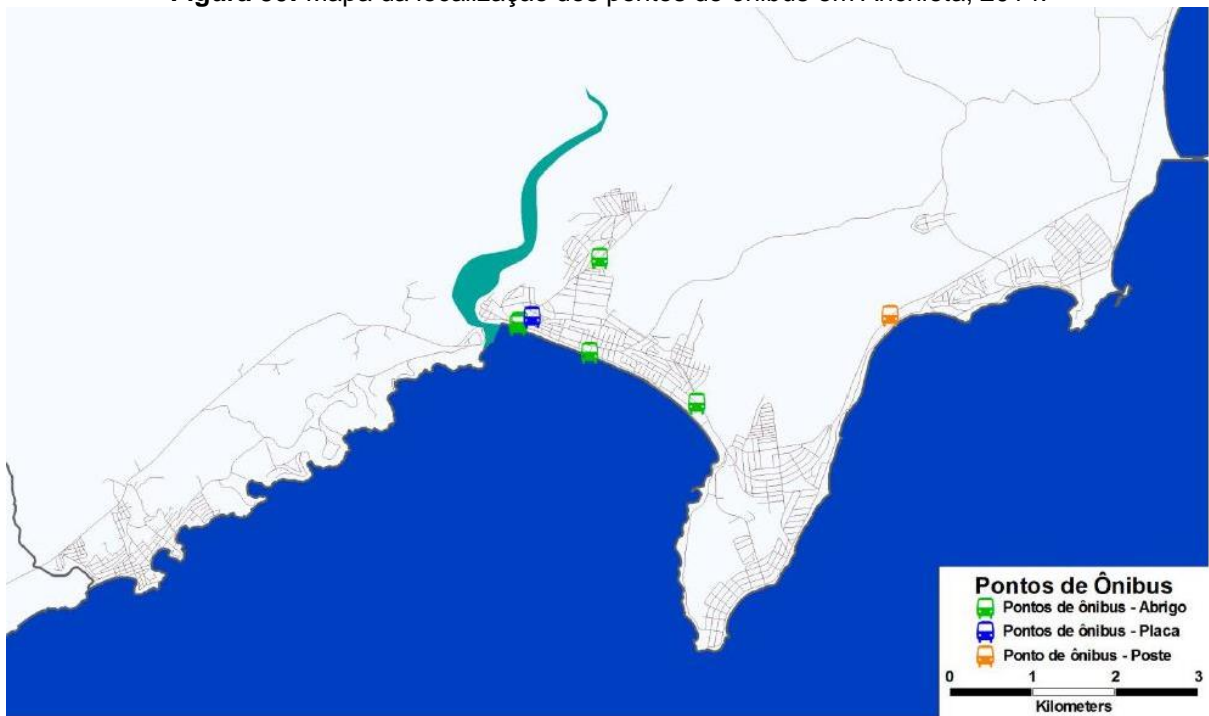 Pontos de Ônibus
Pontos de ônibus - Abrigo
Pontos de ônibus - Placa
Ponto de ônibus - Poste
0 1 2 3
Kilometers